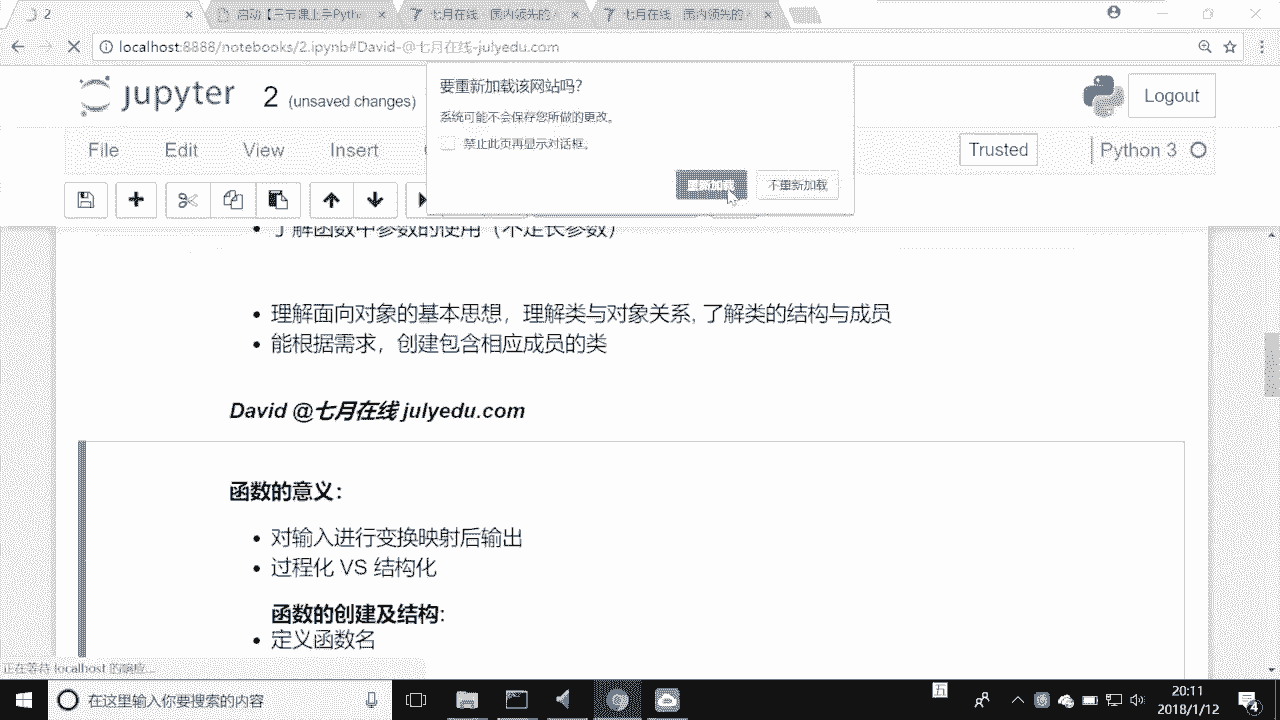 2
启动【三节课上手Pytho
七月在线 - 国内领先的
七月在线 - 国内领先的
localhost:8888/notebooks/2.ipynb#David-@七月在线-julyedu.com
要重新加载该网站吗?
系统可能不会保存您所做的更改。
禁止此页再显示对话框。
重新加载
不重新加载
jupyter 2 (unsaved changes)
Logout
File Edit View Insert
Trusted
Python 3
了解函数中参数的使用（不定长参数）
理解面向对象的基本思想，理解类与对象关系, 了解类的结构与成员
能根据需求，创建包含相应成员的类
David @七月在线 julyedu.com
函数的意义：
对输入进行变换映射后输出
过程化 VS 结构化
函数的创建及结构：
定义函数名
正在等待 localhost 的响应...
在这里输入你要搜索的内容
五
20:11
2018/1/12
4